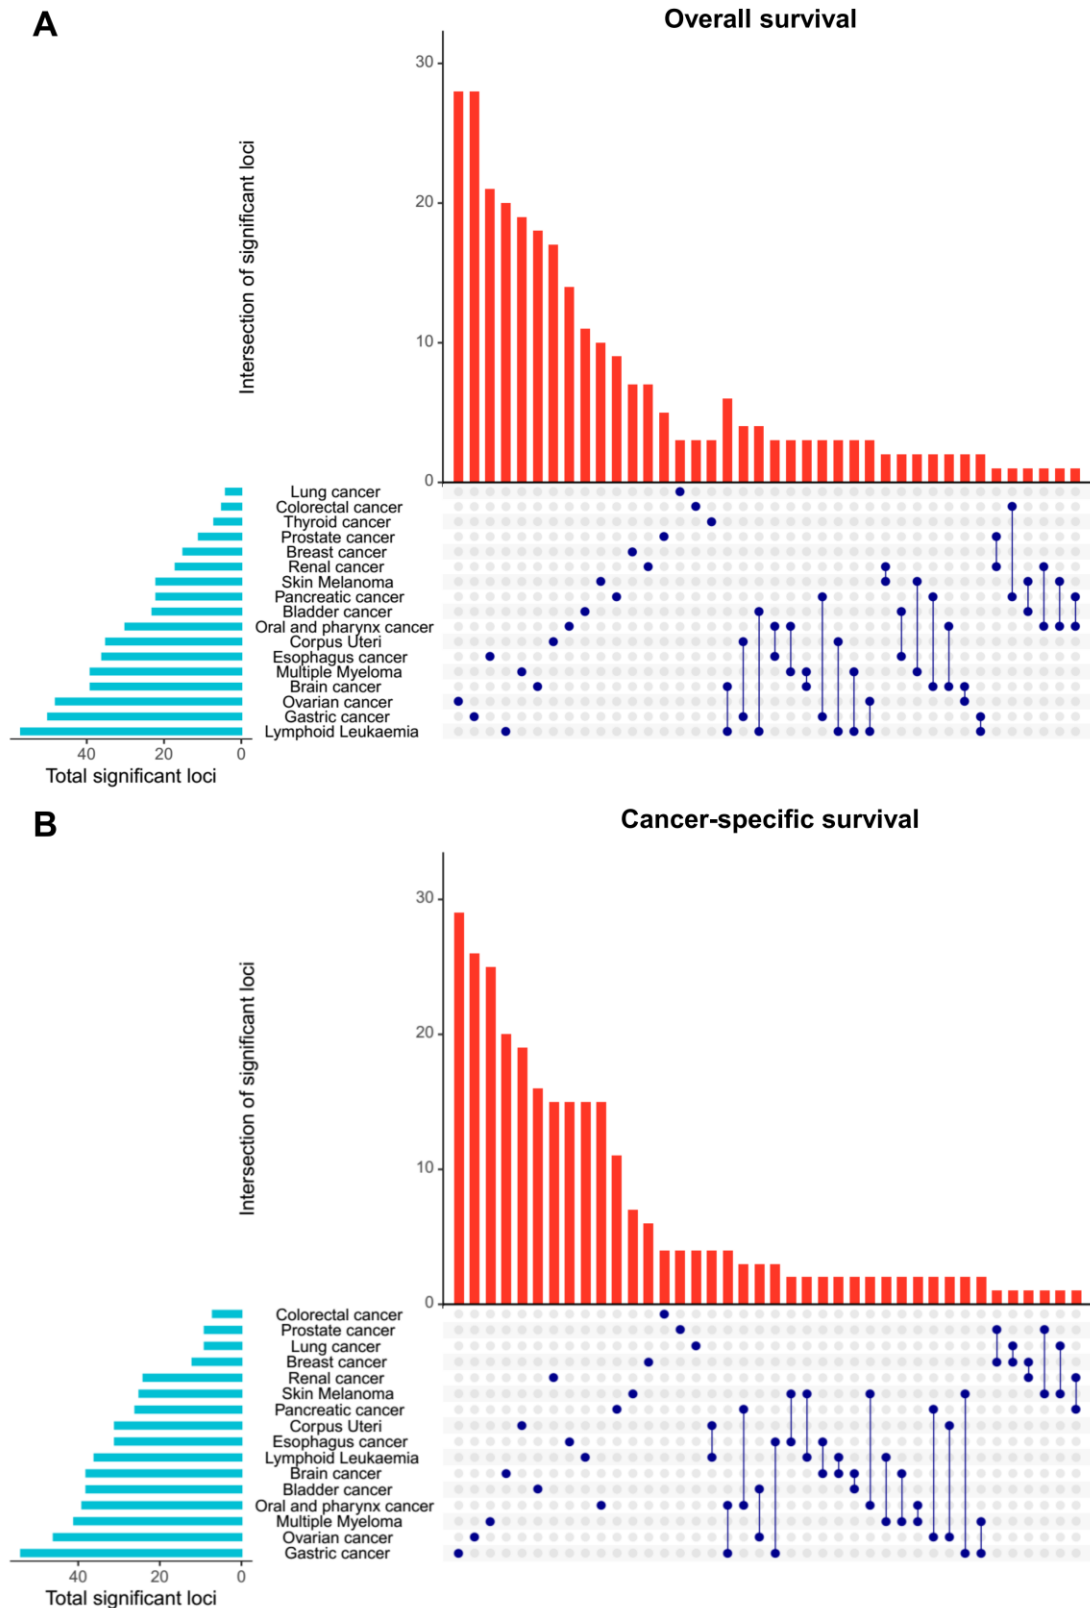 A
Overall survival
Intersection of significant loci
30
20
10
0
Lung cancer
Colorectal cancer
Thyroid cancer
Prostate cancer
Breast cancer
Renal cancer
Skin Melanoma
Pancreatic cancer
Bladder cancer
Oral and pharynx cancer
Corpus Uteri
Esophagus cancer
Multiple Myeloma
Brain cancer
Ovarian cancer
Gastric cancer
Lymphoid Leukaemia
40 20 0
Total significant loci
B
Cancer-specific survival
Intersection of significant loci
30
20
10
0
Colorectal cancer
Prostate cancer
Lung cancer
Breast cancer
Renal cancer
Skin Melanoma
Pancreatic cancer
Corpus Uteri
Esophagus cancer
Lymphoid Leukaemia
Brain cancer
Bladder cancer
Oral and pharynx cancer
Multiple Myeloma
Ovarian cancer
Gastric cancer
40 20 0
Total significant loci